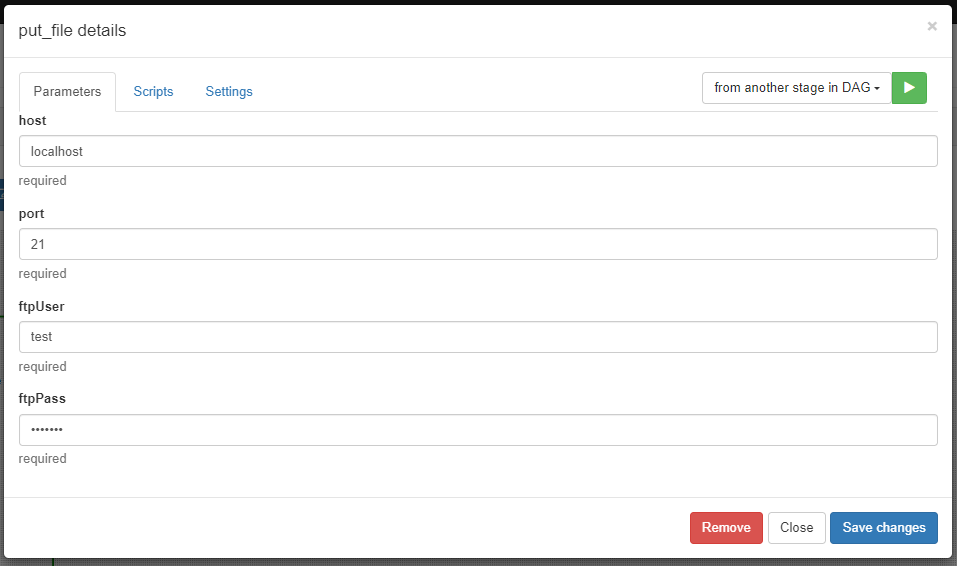 put_file details
×
Parameters Scripts Settings from another stage in DAG
host
localhost
required
port
21
required
ftpUser
test
required
ftpPass
•••••••
required
Remove Close Save changes